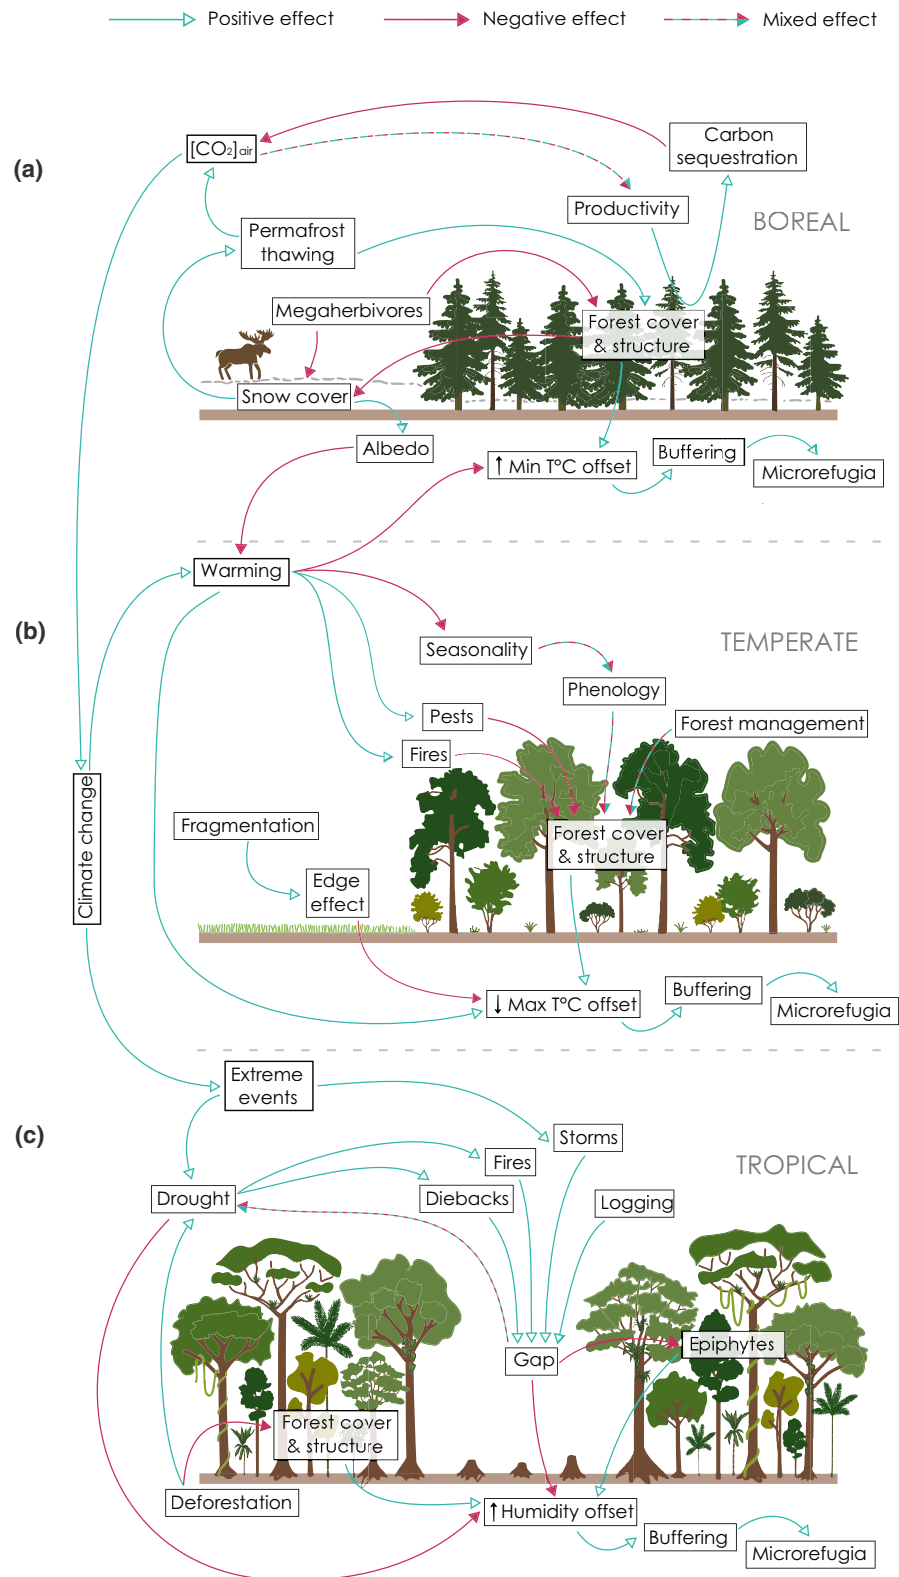 Positive effect
Negative effect
Mixed effect
(a)
[CO₂]air
Carbon
sequestration
Productivity
BOREAL
Permafrost
thawing
Megaherbivores
Forest cover
& structure
Snow cover
Albedo
↑ Min T°C offset
Buffering
Microrefugia
Warming
(b)
Seasonality
TEMPERATE
Phenology
Pests
Forest management
Fires
Climate change
Fragmentation
Forest cover
& structure
Edge
effect
↓ Max T°C offset
Buffering
Microrefugia
Extreme
events
(c)
Storms
Fires
TROPICAL
Drought
Diebacks
Logging
Gap
Epiphytes
Forest cover
& structure
Deforestation
↑ Humidity offset
Buffering
Microrefugia